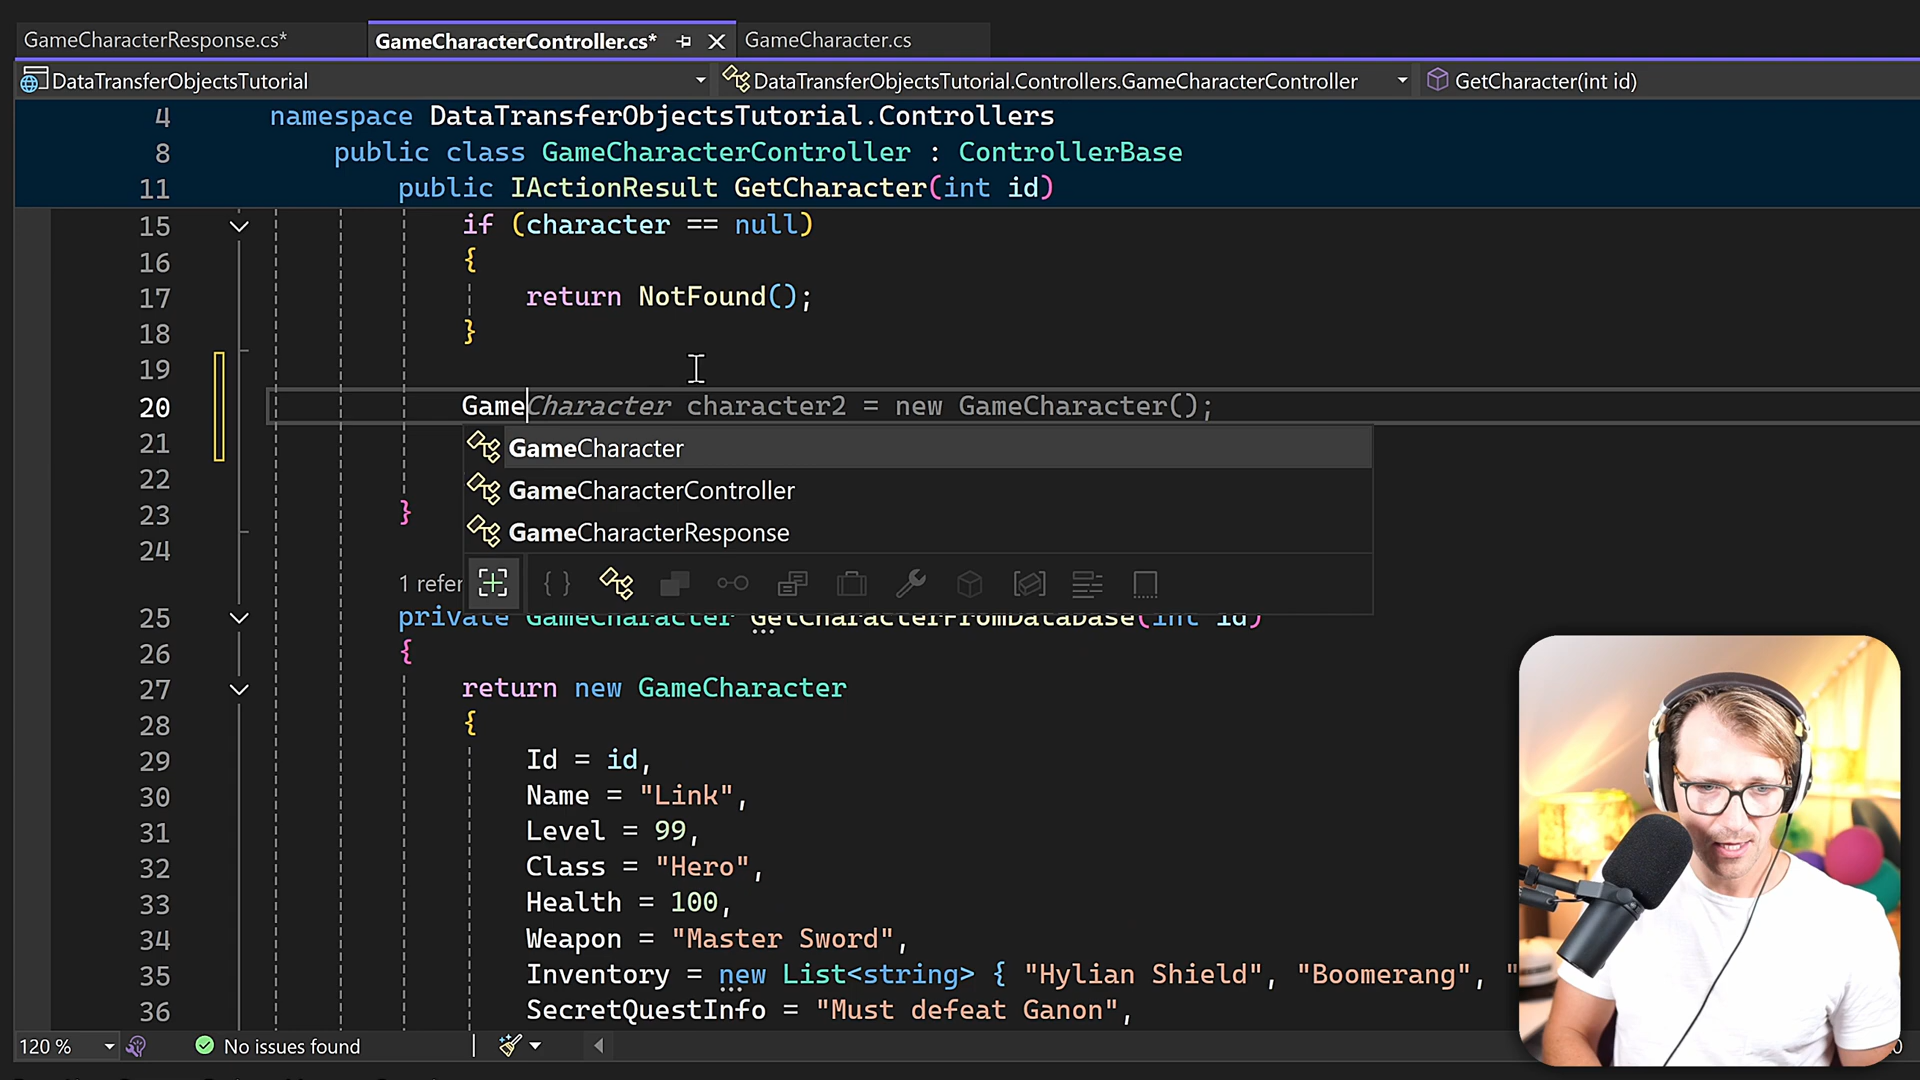 GameCharacterResponse.cs*
GameCharacterController.cs*
GameCharacter.cs
DataTransferObjectsTutorial
DataTransferObjectsTutorial.Controllers.GameCharacterController
GetCharacter(int id)
4 namespace DataTransferObjectsTutorial.Controllers
8 public class GameCharacterController : ControllerBase
11 public IActionResult GetCharacter(int id)
15 if (character == null)
16 {
17 return NotFound();
18 }
19
20 GameCharacter character2 = new GameCharacter();
21 GameCharacter
22 GameCharacterController
23 } GameCharacterResponse
24
1 refer
25 private GameCharacter GetCharacterFromDatabase(int id)
26 {
27 return new GameCharacter
28 {
29 Id = id,
30 Name = "Link",
31 Level = 99,
32 Class = "Hero",
33 Health = 100,
34 Weapon = "Master Sword",
35 Inventory = new List<string> { "Hylian Shield", "Boomerang", "
36 SecretQuestInfo = "Must defeat Ganon",
120 %
No issues found